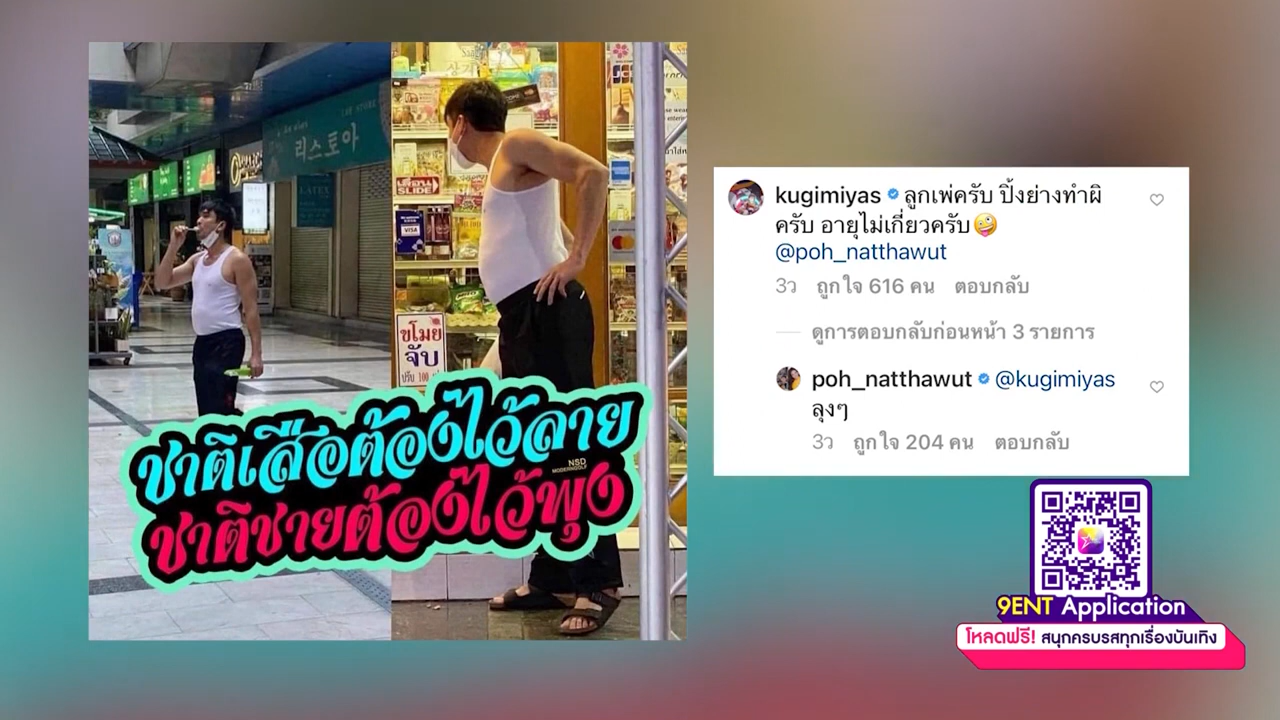 리스토아
SLIDE
VISA
ขโมย
จับ
ปรับ 100
ชาติเสือต้องไว้ลาย
NSD
MODERNGOLF
ชาติชายต้องไว้พุง
kugimiyas ลูกเพ่ครับ ปิ้งย่างทำผิ
ครับ อายุไม่เกี่ยวครับ🤪
@poh_natthawut
3ว ถูกใจ 616 คน ตอบกลับ
ดูการตอบกลับก่อนหน้า 3 รายการ
poh_natthawut @kugimiyas
ลุงๆ
3ว ถูกใจ 204 คน ตอบกลับ
9ENT Application
โหลดฟรี! สนุกครบรสทุกเรื่องบันเทิง